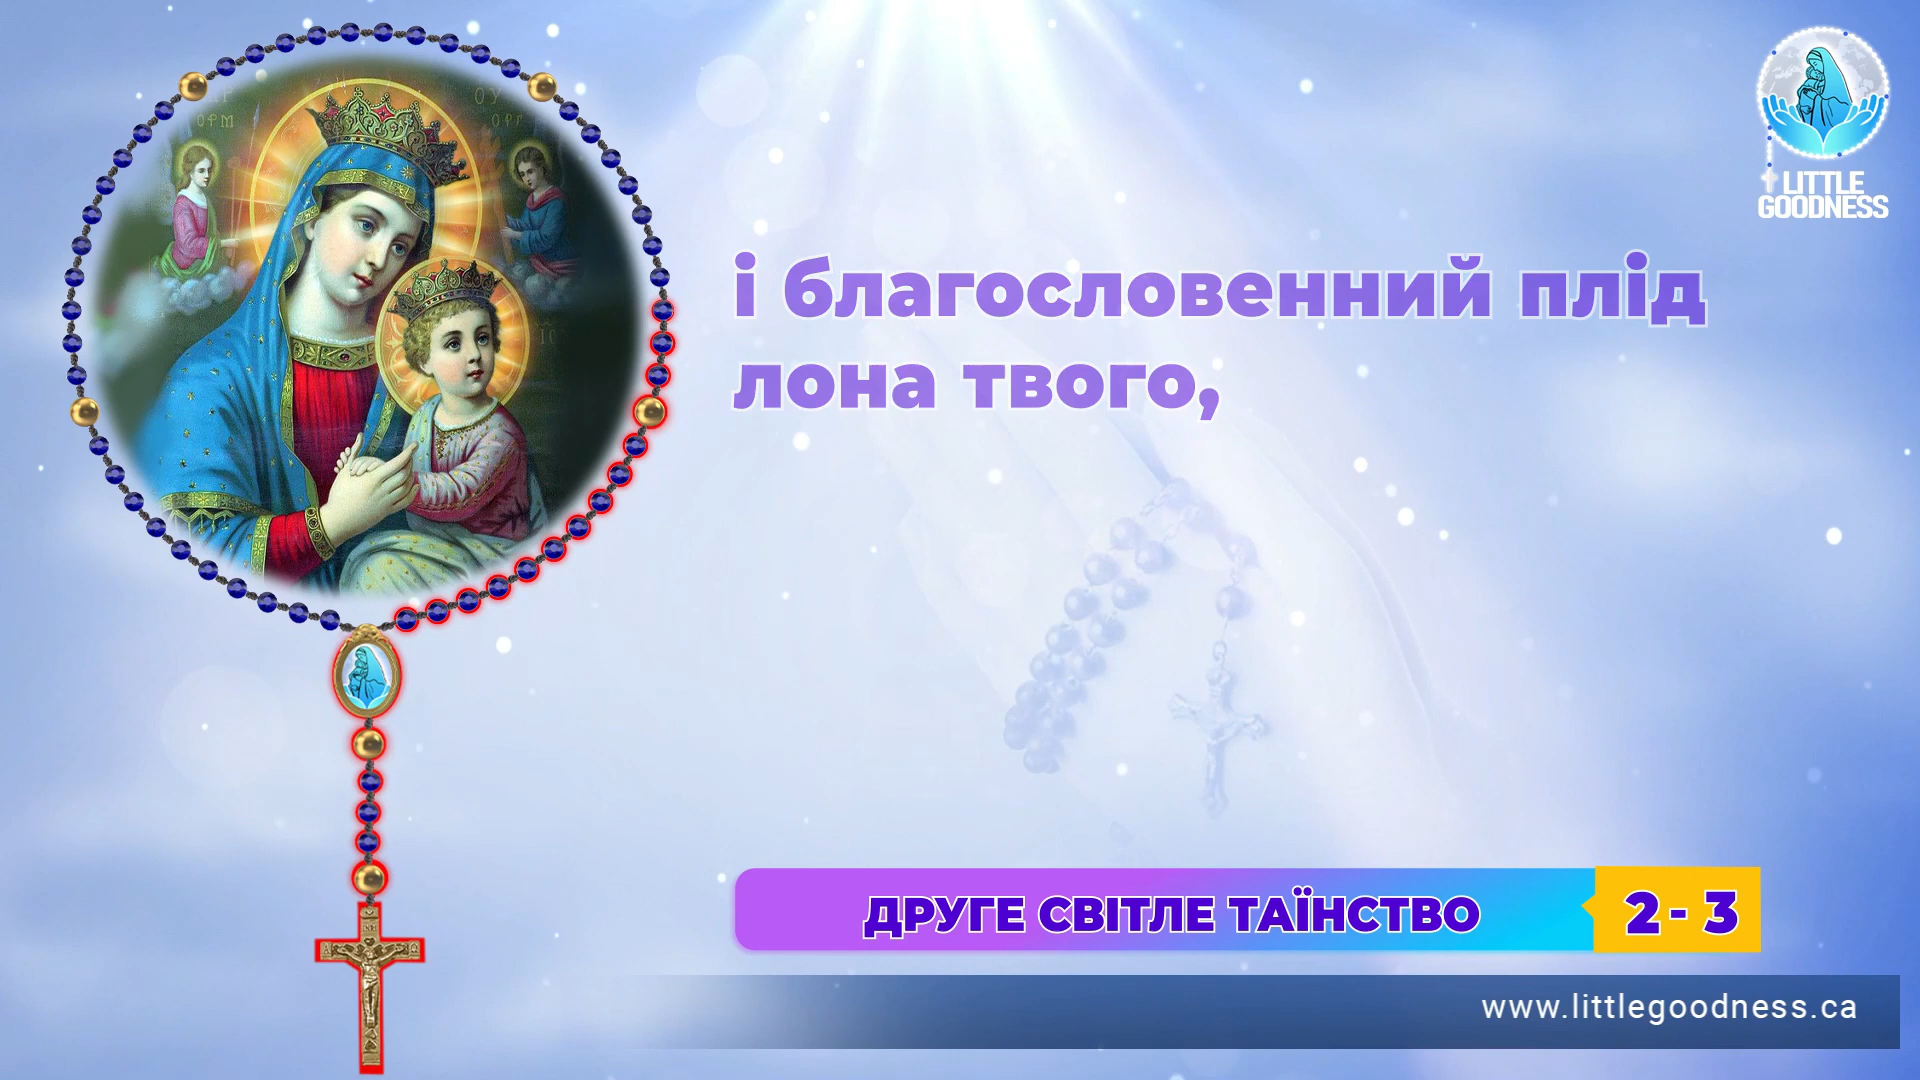 LITTLE
GOODNESS
і благословенний плід
лона твого,
ДРУГЕ СВІТЛЕ ТАЇНСТВО
2 - 3
www.littlegoodness.ca